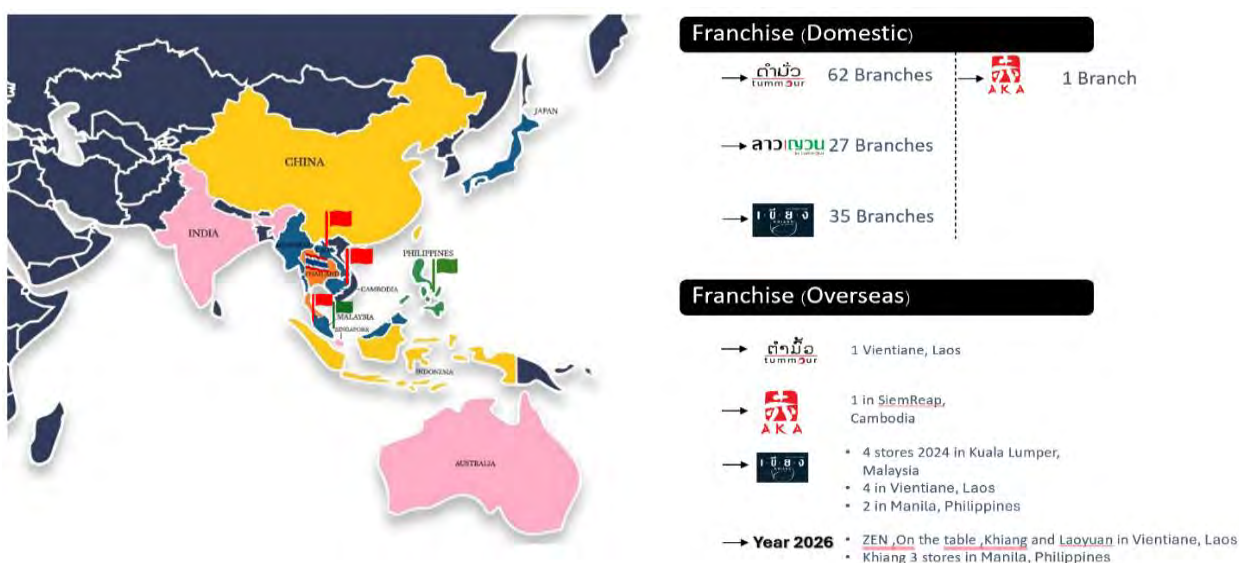 CHINA
JAPAN
INDIA
THAILAND
PHILIPPINES
CAMBODIA
MALAYSIA
SINGAPORE
INDONESIA
AUSTRALIA
Franchise (Domestic)
ตำมั่ว
tummour
62 Branches
AKA
1 Branch
ลาวญวน
27 Branches
เขียง
KHIANG
35 Branches
Franchise (Overseas)
ตำมั่ว
tummour
1 Vientiane, Laos
AKA
1 in SiemReap,
Cambodia
เขียง
KHIANG
• 4 stores 2024 in Kuala Lumper,
Malaysia
• 4 in Vientiane, Laos
• 2 in Manila, Philippines
Year 2026
• ZEN ,On the table ,Khiang and Laoyuan in Vientiane, Laos
• Khiang 3 stores in Manila, Philippines